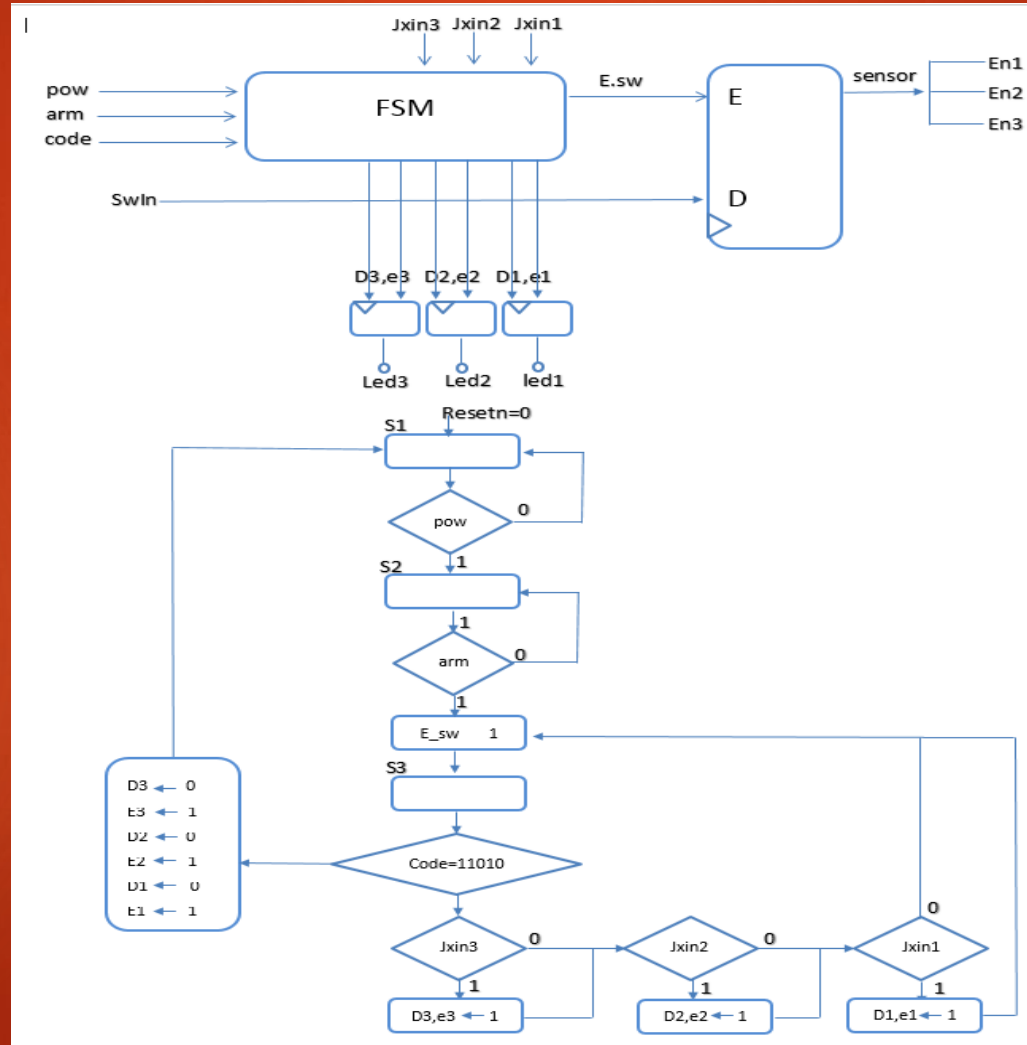 Jxin3 Jxin2 Jxin1
pow
arm
code
FSM
E.sw
E
D
sensor
En1
En2
En3
SwIn
D3,e3 D2,e2 D1,e1
Led3 Led2 led1
Resetn=0
S1
pow
0
1
S2
1
arm
0
1
E_sw 1
S3
Code=11010
D3 ← 0
E3 ← 1
D2 ← 0
E2 ← 1
D1 ← 0
E1 ← 1
Jxin3
0
1
D3,e3 ← 1
Jxin2
0
1
D2,e2 ← 1
Jxin1
0
1
D1,e1 ← 1